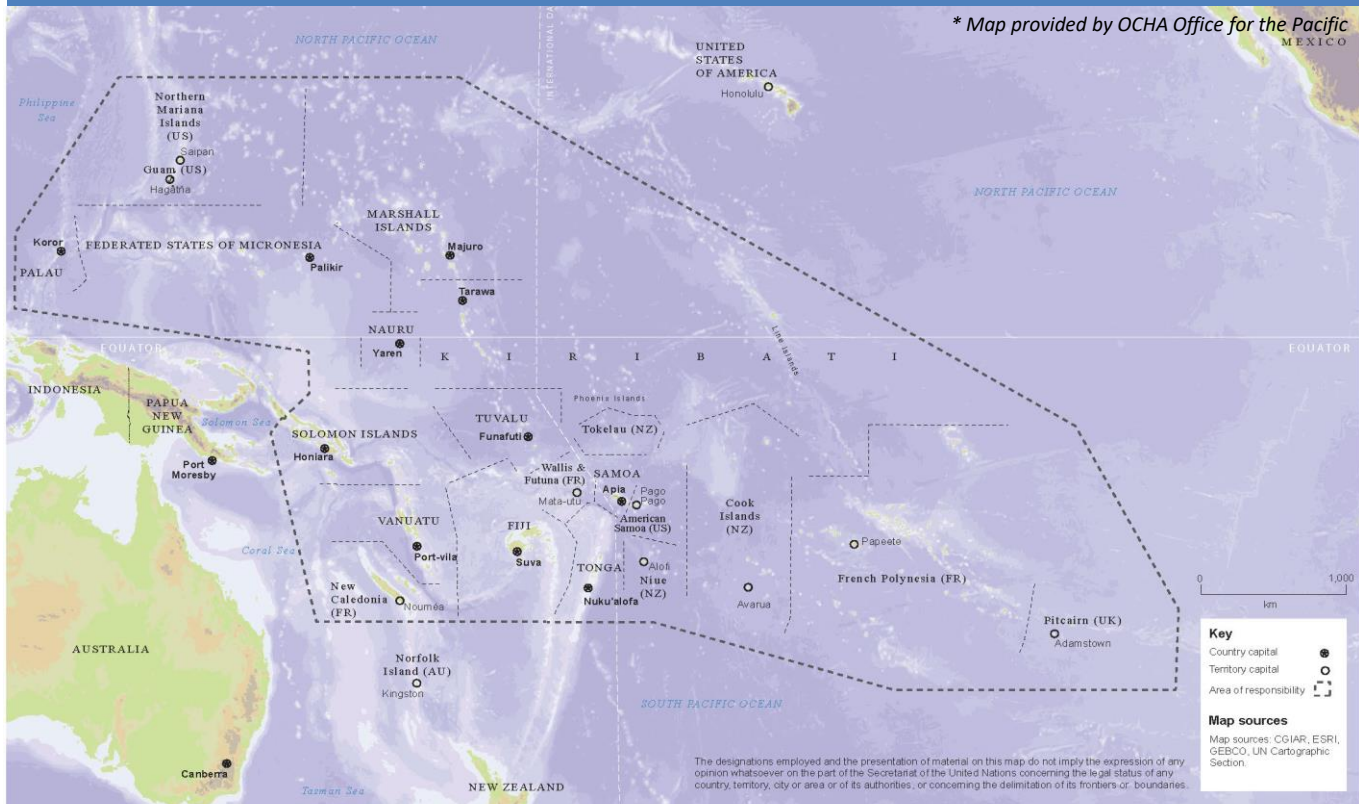 * Map provided by OCHA Office for the Pacific
NORTH PACIFIC OCEAN
INTERNATIONAL DA
UNITED
STATES
OF AMERICA
Honolulu
MEXICO
Philippine
Sea
Northern
Mariana
Islands
(US)
Saipan
Guam (US)
Hagåtña
NORTH PACIFIC OCEAN
MARSHALL
ISLANDS
Koror
FEDERATED STATES OF MICRONESIA
Majuro
PALAU
Palikir
Tarawa
NAURU
Yaren
EQUATOR
KIRIBATI
Line Islands
EQUATOR
INDONESIA
PAPUA
NEW
GUINEA
Solomon Sea
Port
Moresby
SOLOMON ISLANDS
Honiara
TUVALU
Funafuti
Phoenix Islands
Tokelau (NZ)
Wallis &
Futuna (FR)
Mata-utu
SAMOA
Apia
Pago
Pago
American
Samoa (US)
Cook
Islands
(NZ)
VANUATU
Port-vila
FIJI
Suva
Coral Sea
TONGA
Nuku'alofa
Alofi
Niue
(NZ)
Avarua
Papeete
French Polynesia (FR)
New
Caledonia
(FR)
Nouméa
Pitcairn (UK)
Adamstown
AUSTRALIA
Norfolk
Island (AU)
Kingston
SOUTH PACIFIC OCEAN
Canberra
Tasman Sea
NEW ZEALAND
0 1,000
km
Key
Country capital
Territory capital
Area of responsibility
Map sources
Map sources: CGIAR, ESRI,
GEBCO, UN Cartographic
Section.
The designations employed and the presentation of material on this map do not imply the expression of any
opinion whatsoever on the part of the Secretariat of the United Nations concerning the legal status of any
country, territory, city or area or of its authorities, or concerning the delimitation of its frontiers or boundaries.